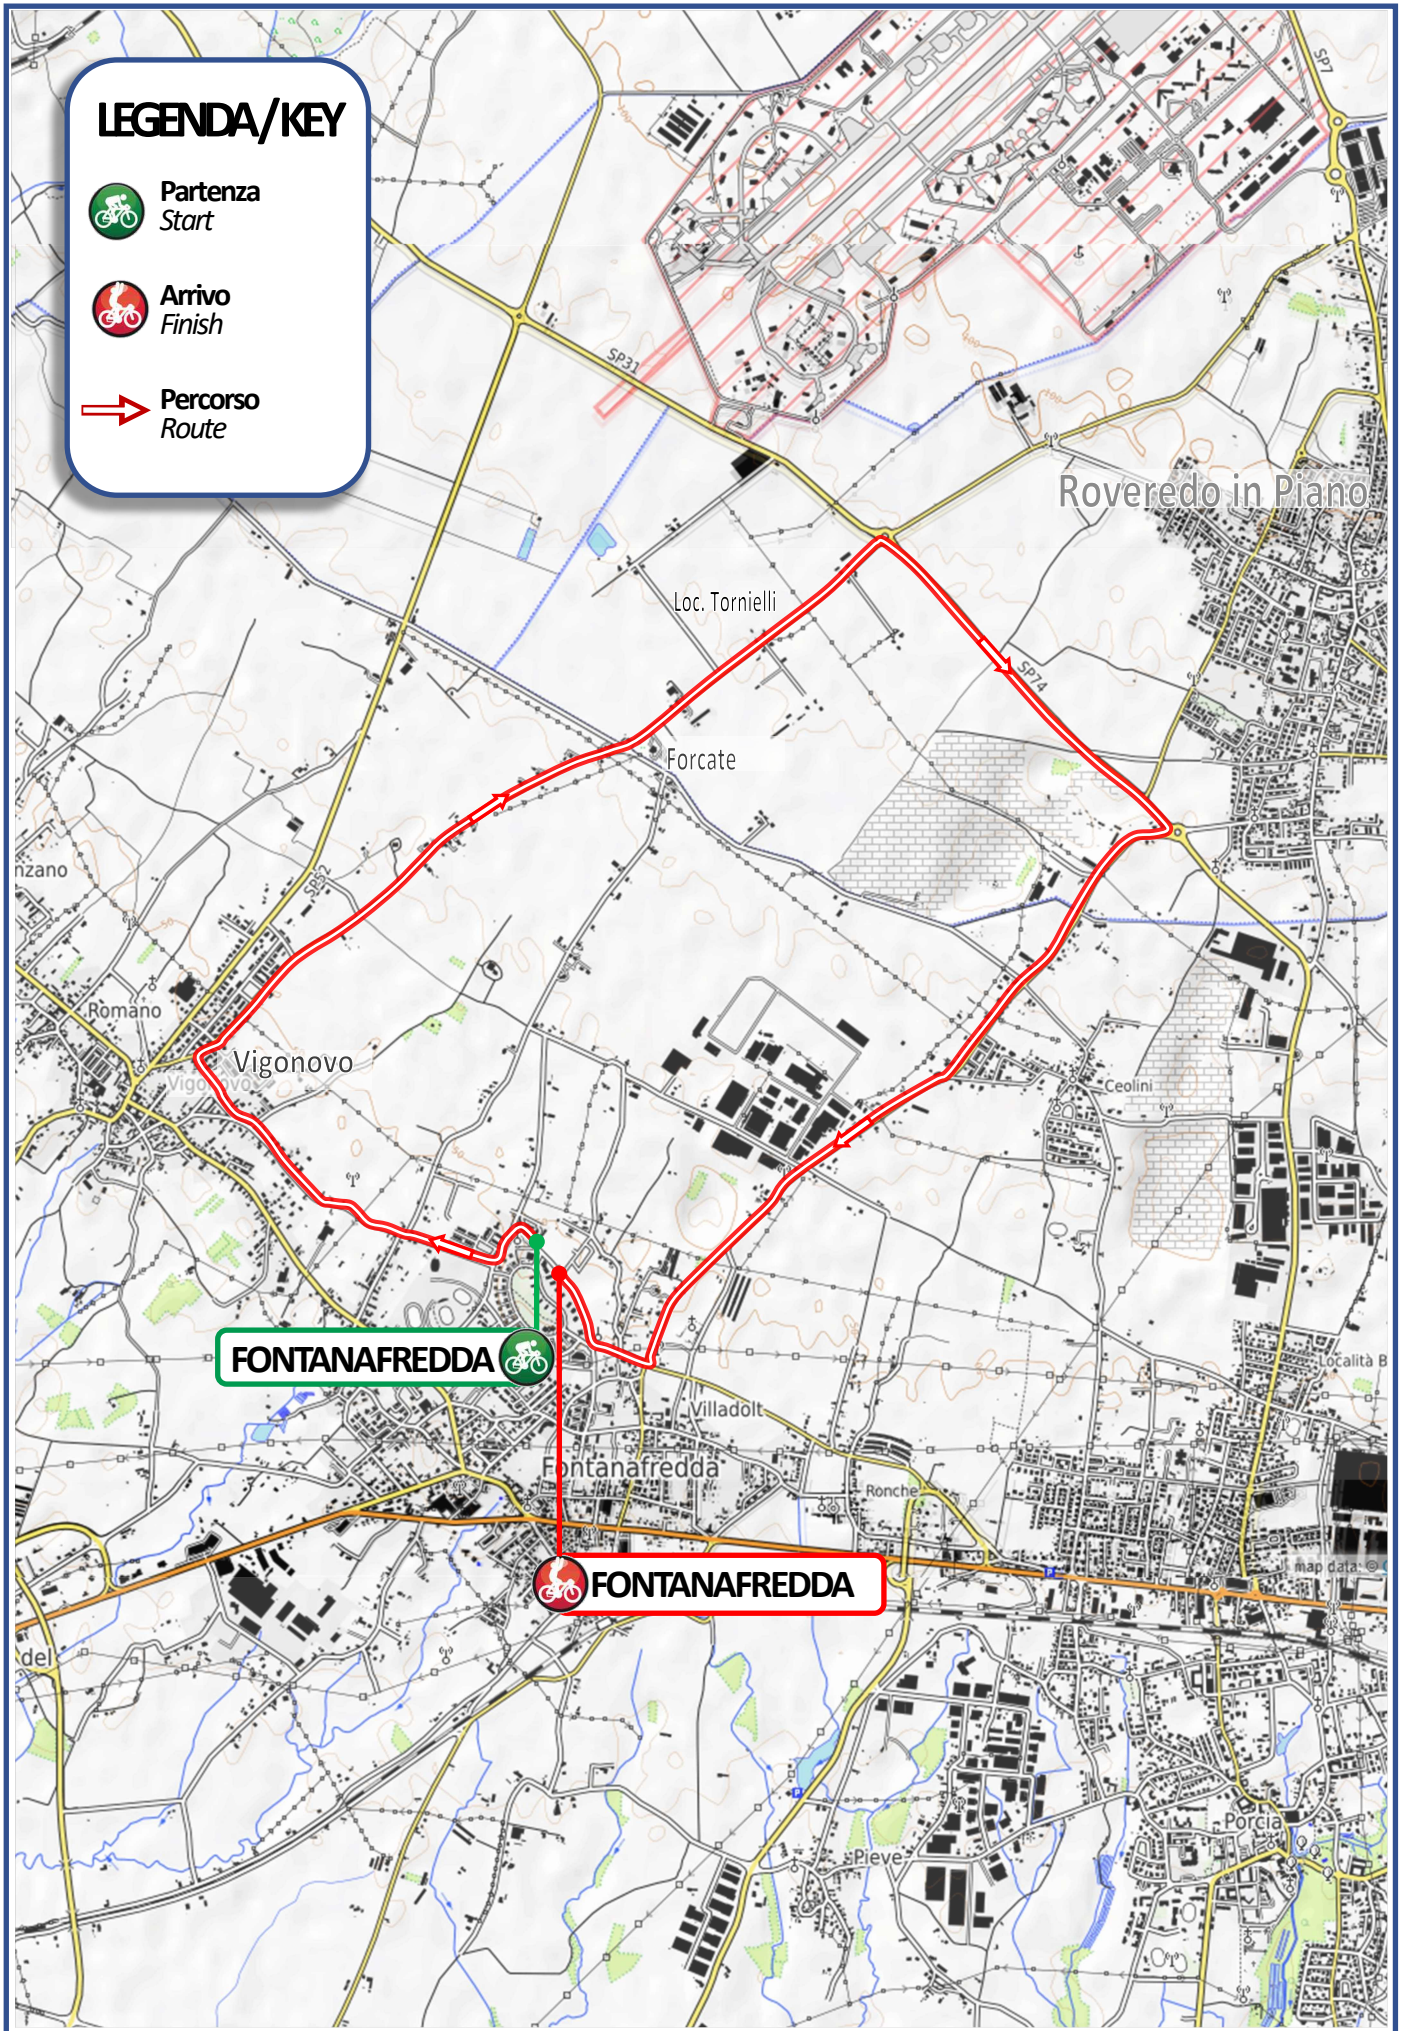 LEGENDA/KEY
Partenza
Start
Arrivo
Finish
Percorso
Route
SP7
SP31
Roveredo in Piano
Loc. Tornielli
SP74
Forcate
nzano
SP52
Romano
Vigonovo
Vigonovo
Ceolini
FONTANAFREDDA
Località B
Villadolt
Fontanafredda
Ronche
map data: ©
FONTANAFREDDA
del
Porcia
Pieve